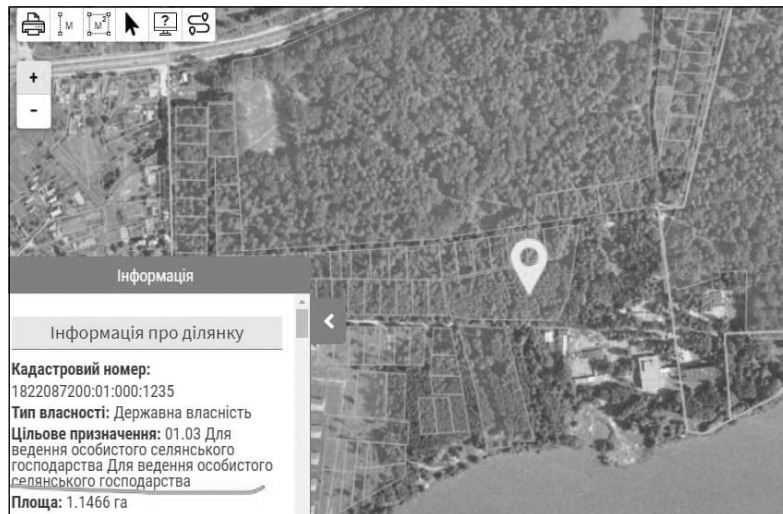 M
M²
?
+
-
Інформація
Інформація про ділянку
Кадастровий номер:
1822087200:01:000:1235
Тип власності: Державна власність
Цільове призначення: 01.03 Для
ведення особистого селянського
господарства Для ведення особистого
селянського господарства
Площа: 1.1466 га